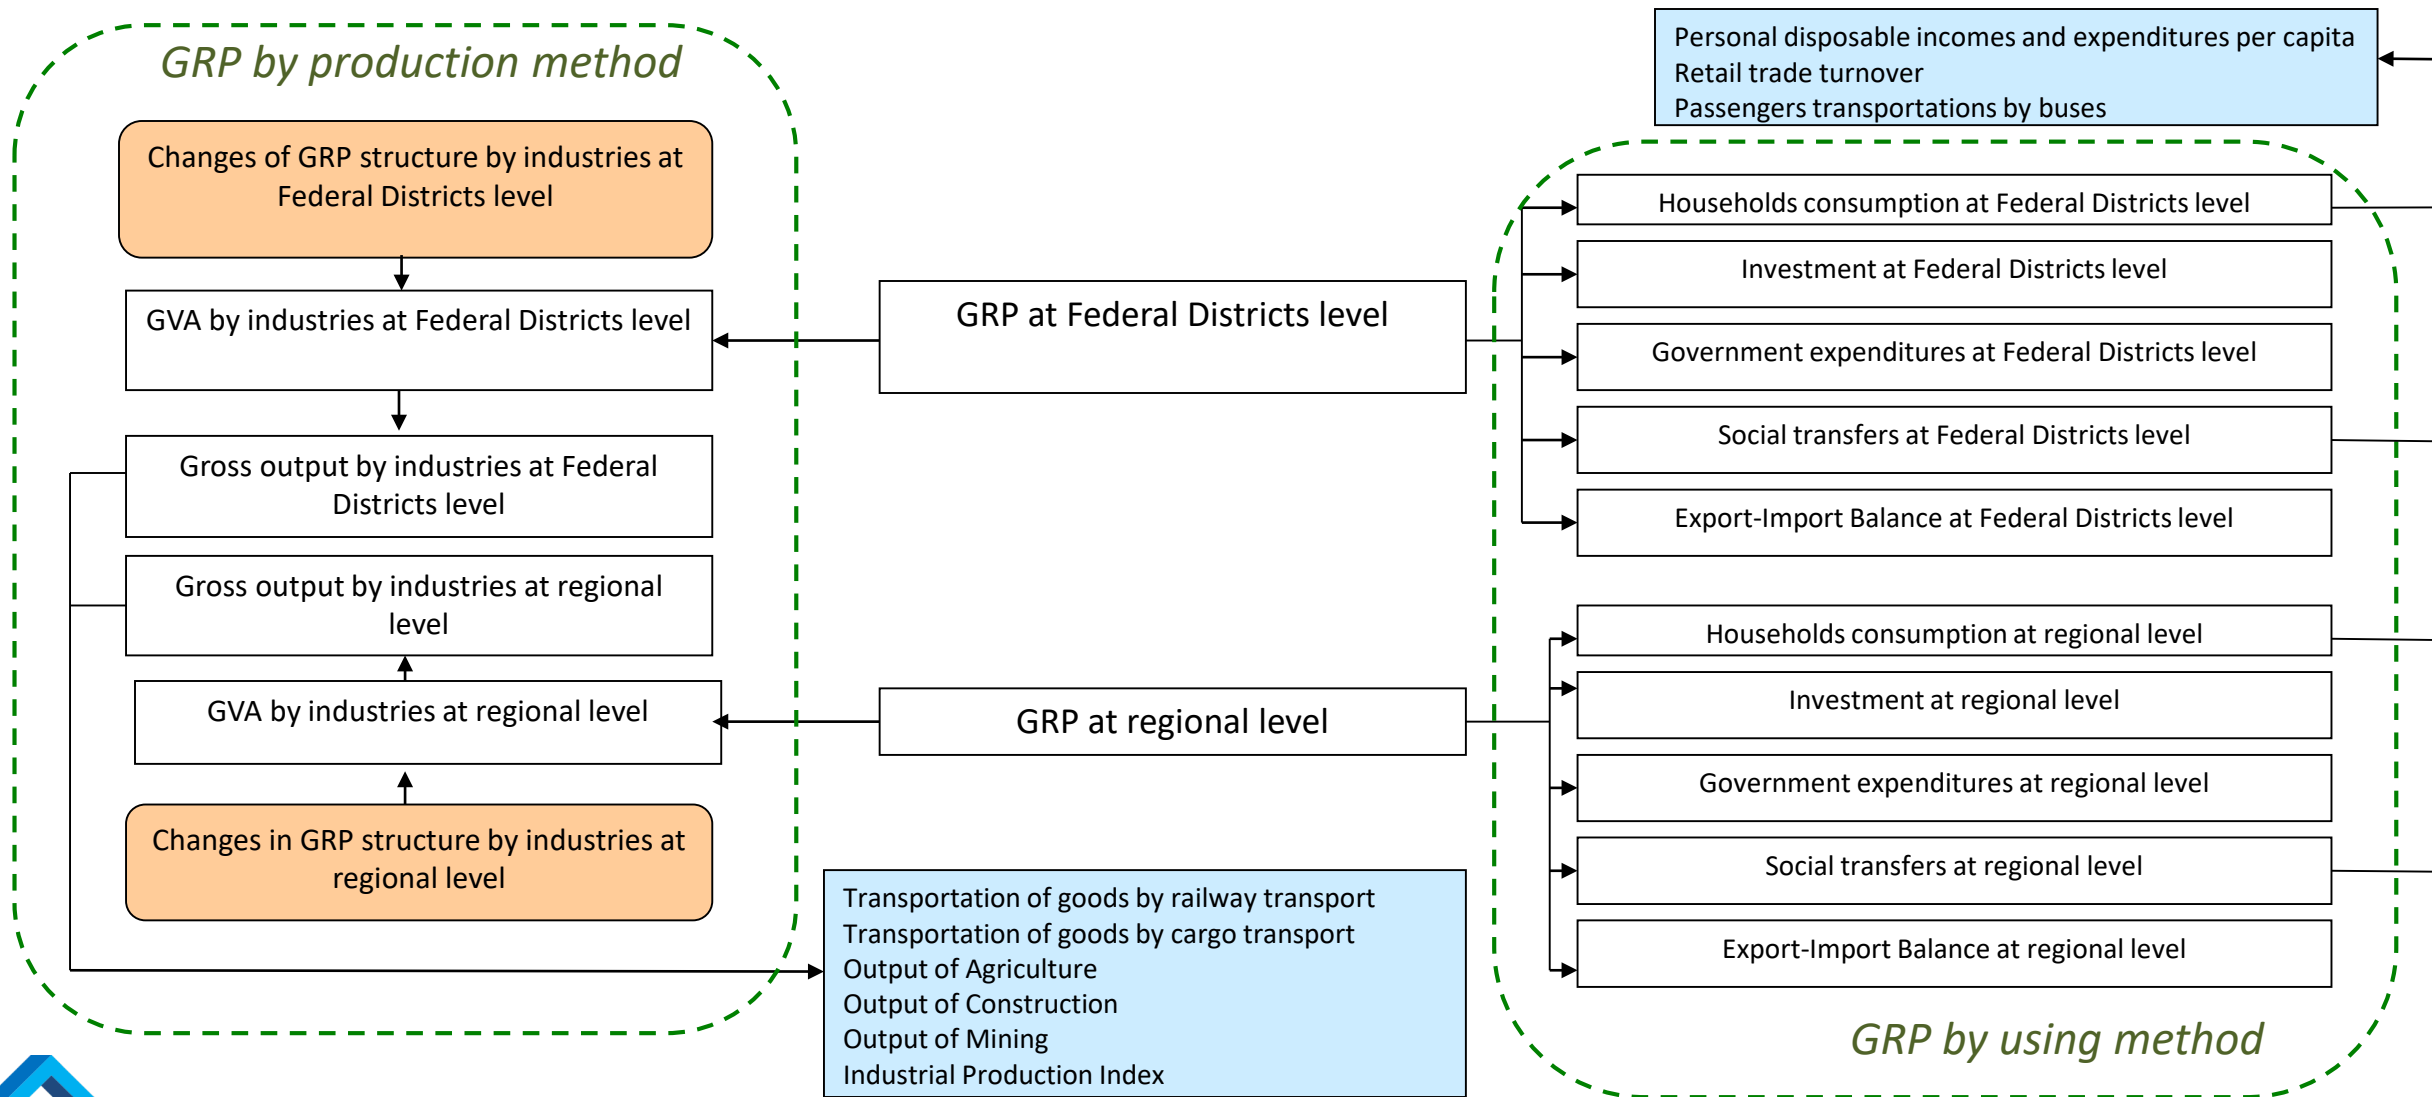 GRP by production method
Changes of GRP structure by industries at
Federal Districts level
GVA by industries at Federal Districts level
Gross output by industries at Federal
Districts level
Gross output by industries at regional
level
GVA by industries at regional level
Changes in GRP structure by industries at
regional level
GRP at Federal Districts level
GRP at regional level
Transportation of goods by railway transport
Transportation of goods by cargo transport
Output of Agriculture
Output of Construction
Output of Mining
Industrial Production Index
Personal disposable incomes and expenditures per capita
Retail trade turnover
Passengers transportations by buses
Households consumption at Federal Districts level
Investment at Federal Districts level
Government expenditures at Federal Districts level
Social transfers at Federal Districts level
Export-Import Balance at Federal Districts level
Households consumption at regional level
Investment at regional level
Government expenditures at regional level
Social transfers at regional level
Export-Import Balance at regional level
GRP by using method